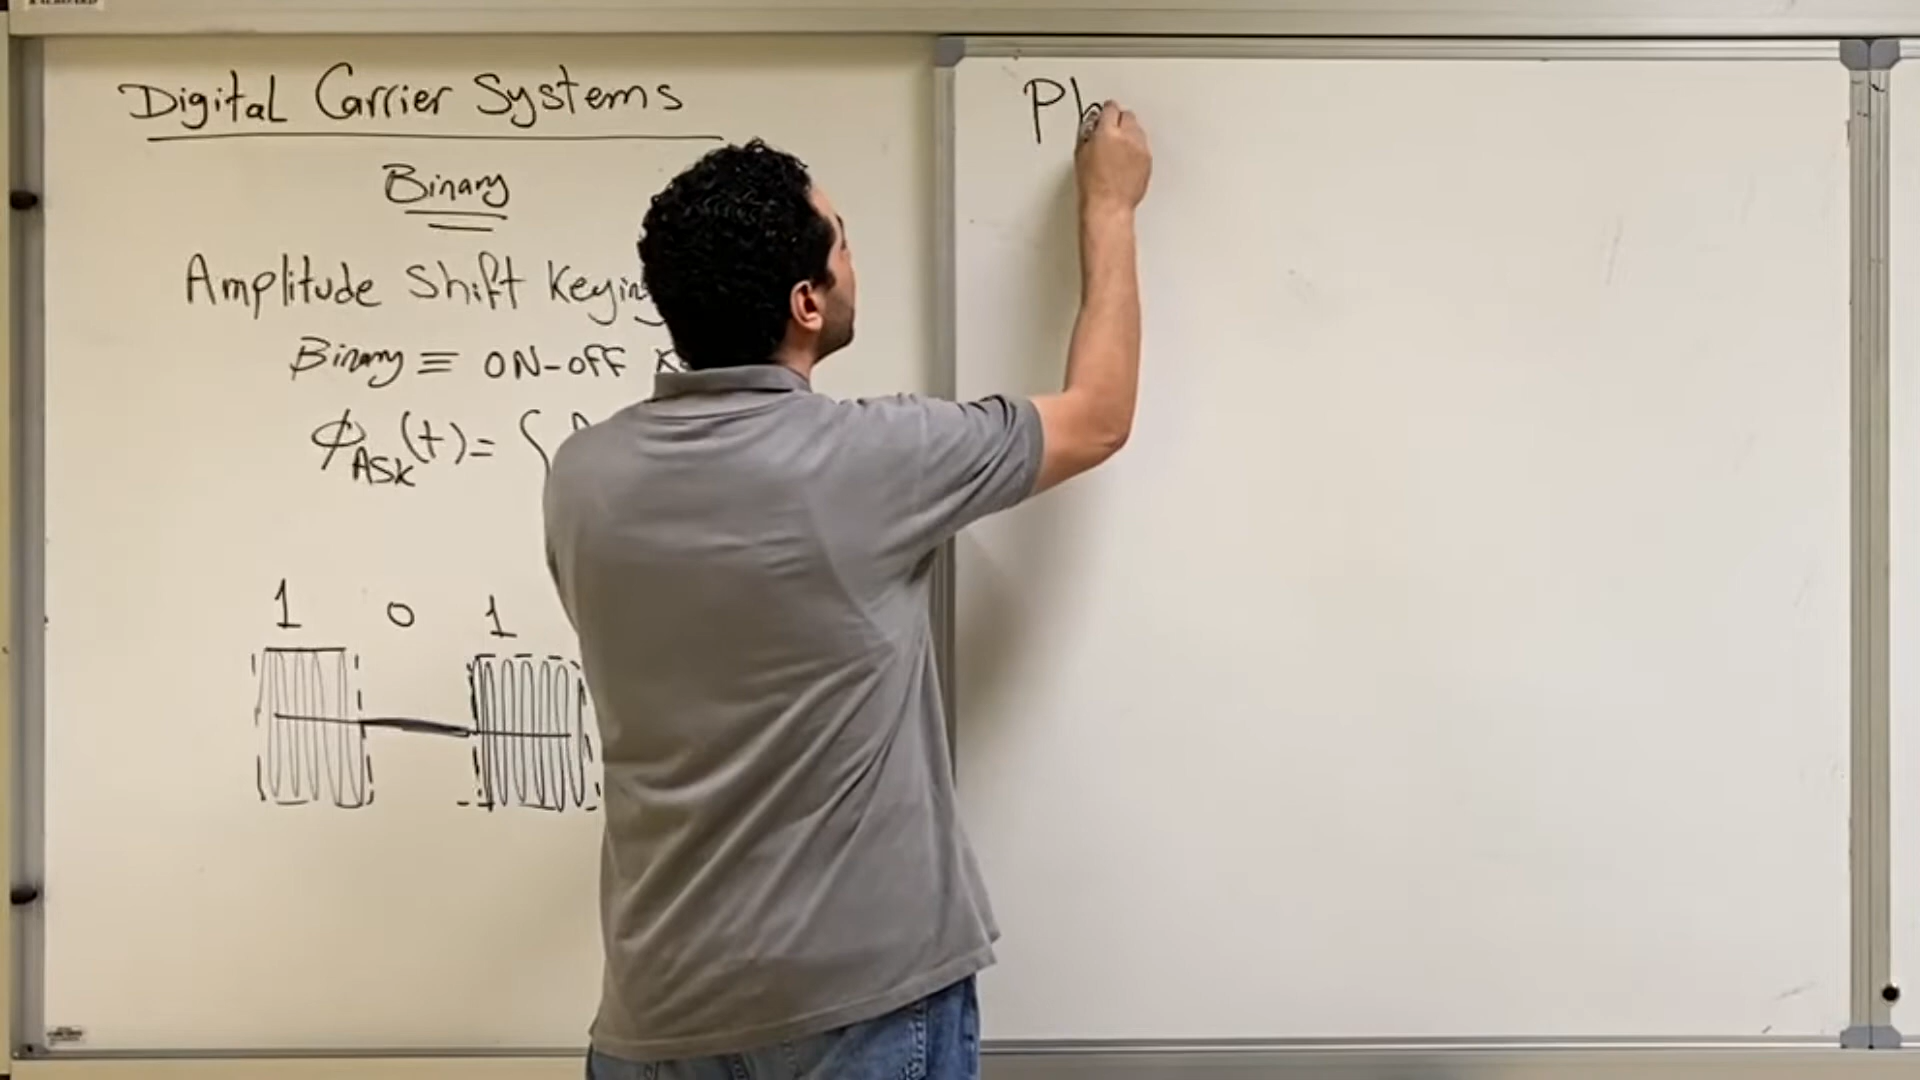 Digital Carrier Systems
Binary
Amplitude Shift Keying
Binary ≡ ON-OFF
ϕ_ASK(t) = {
1 0 1
Ph